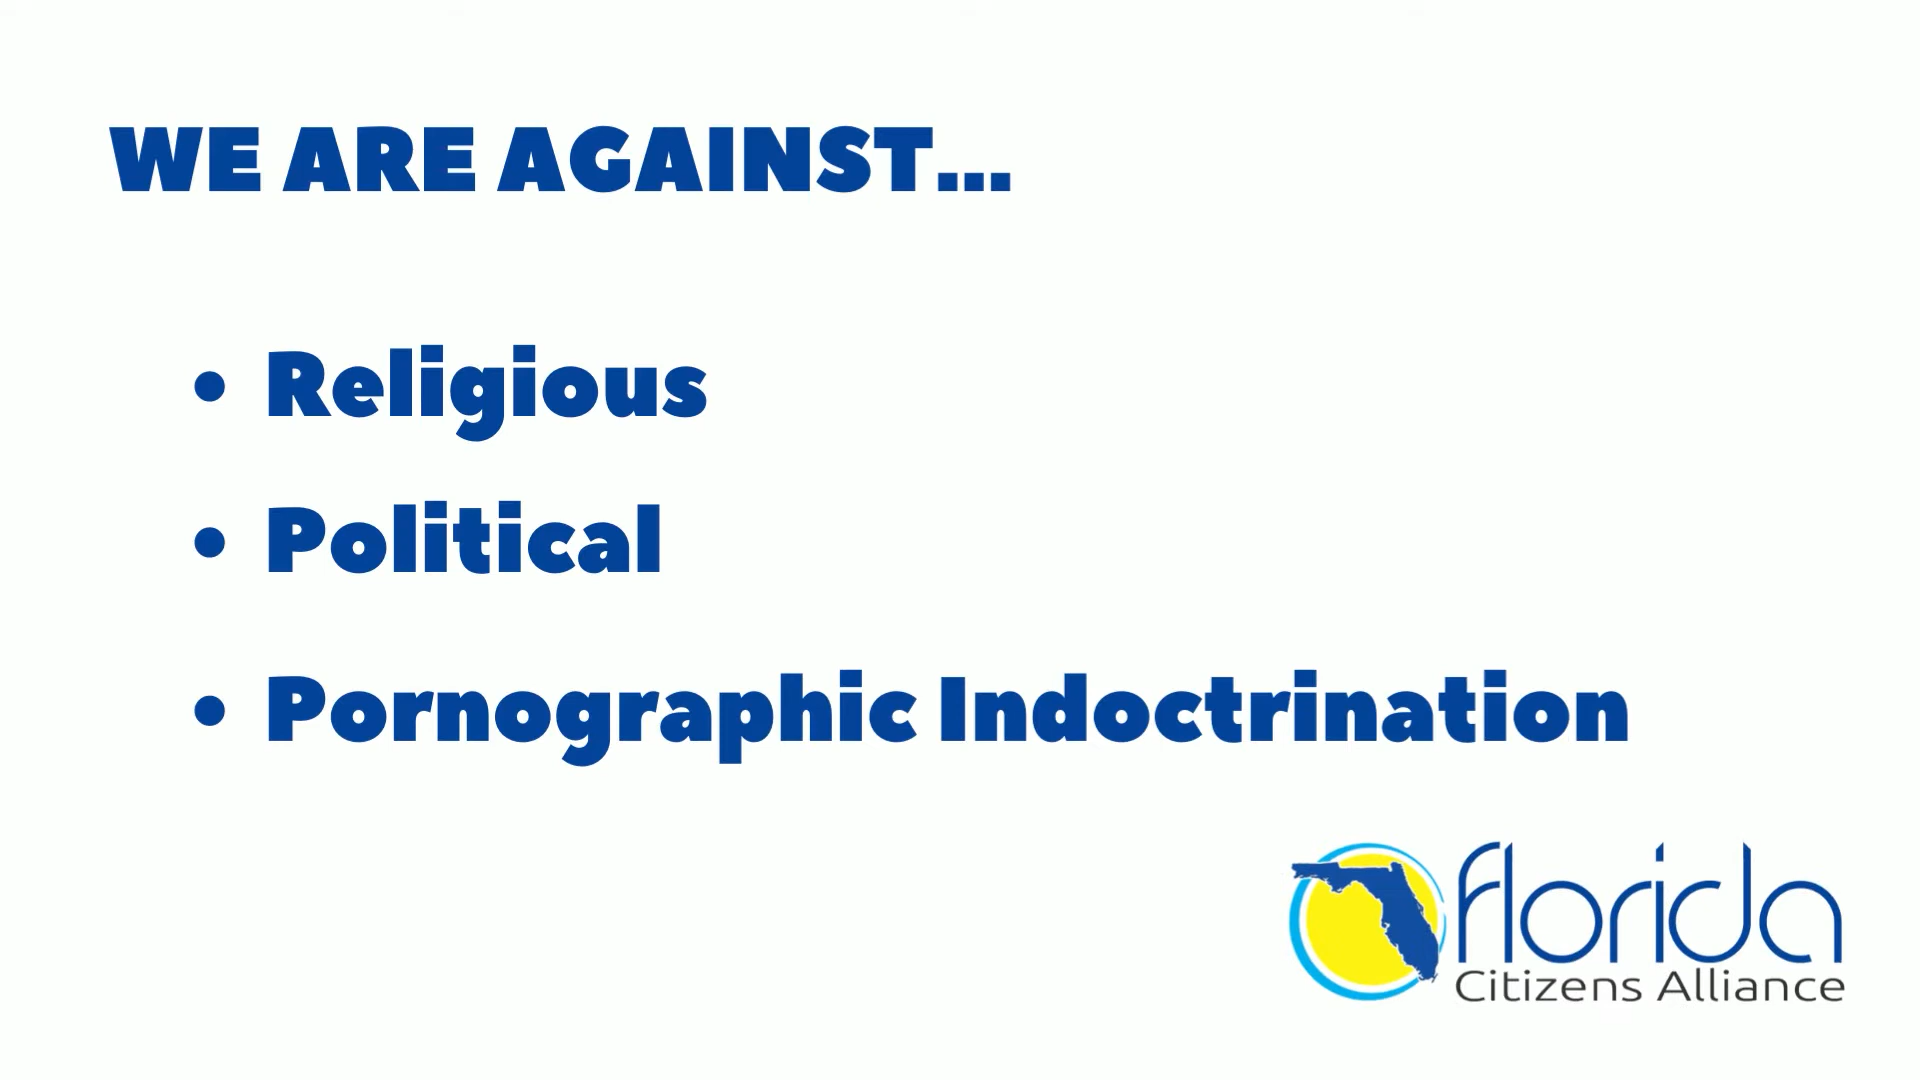 WE ARE AGAINST...
• Religious
• Political
• Pornographic Indoctrination
florida
Citizens Alliance